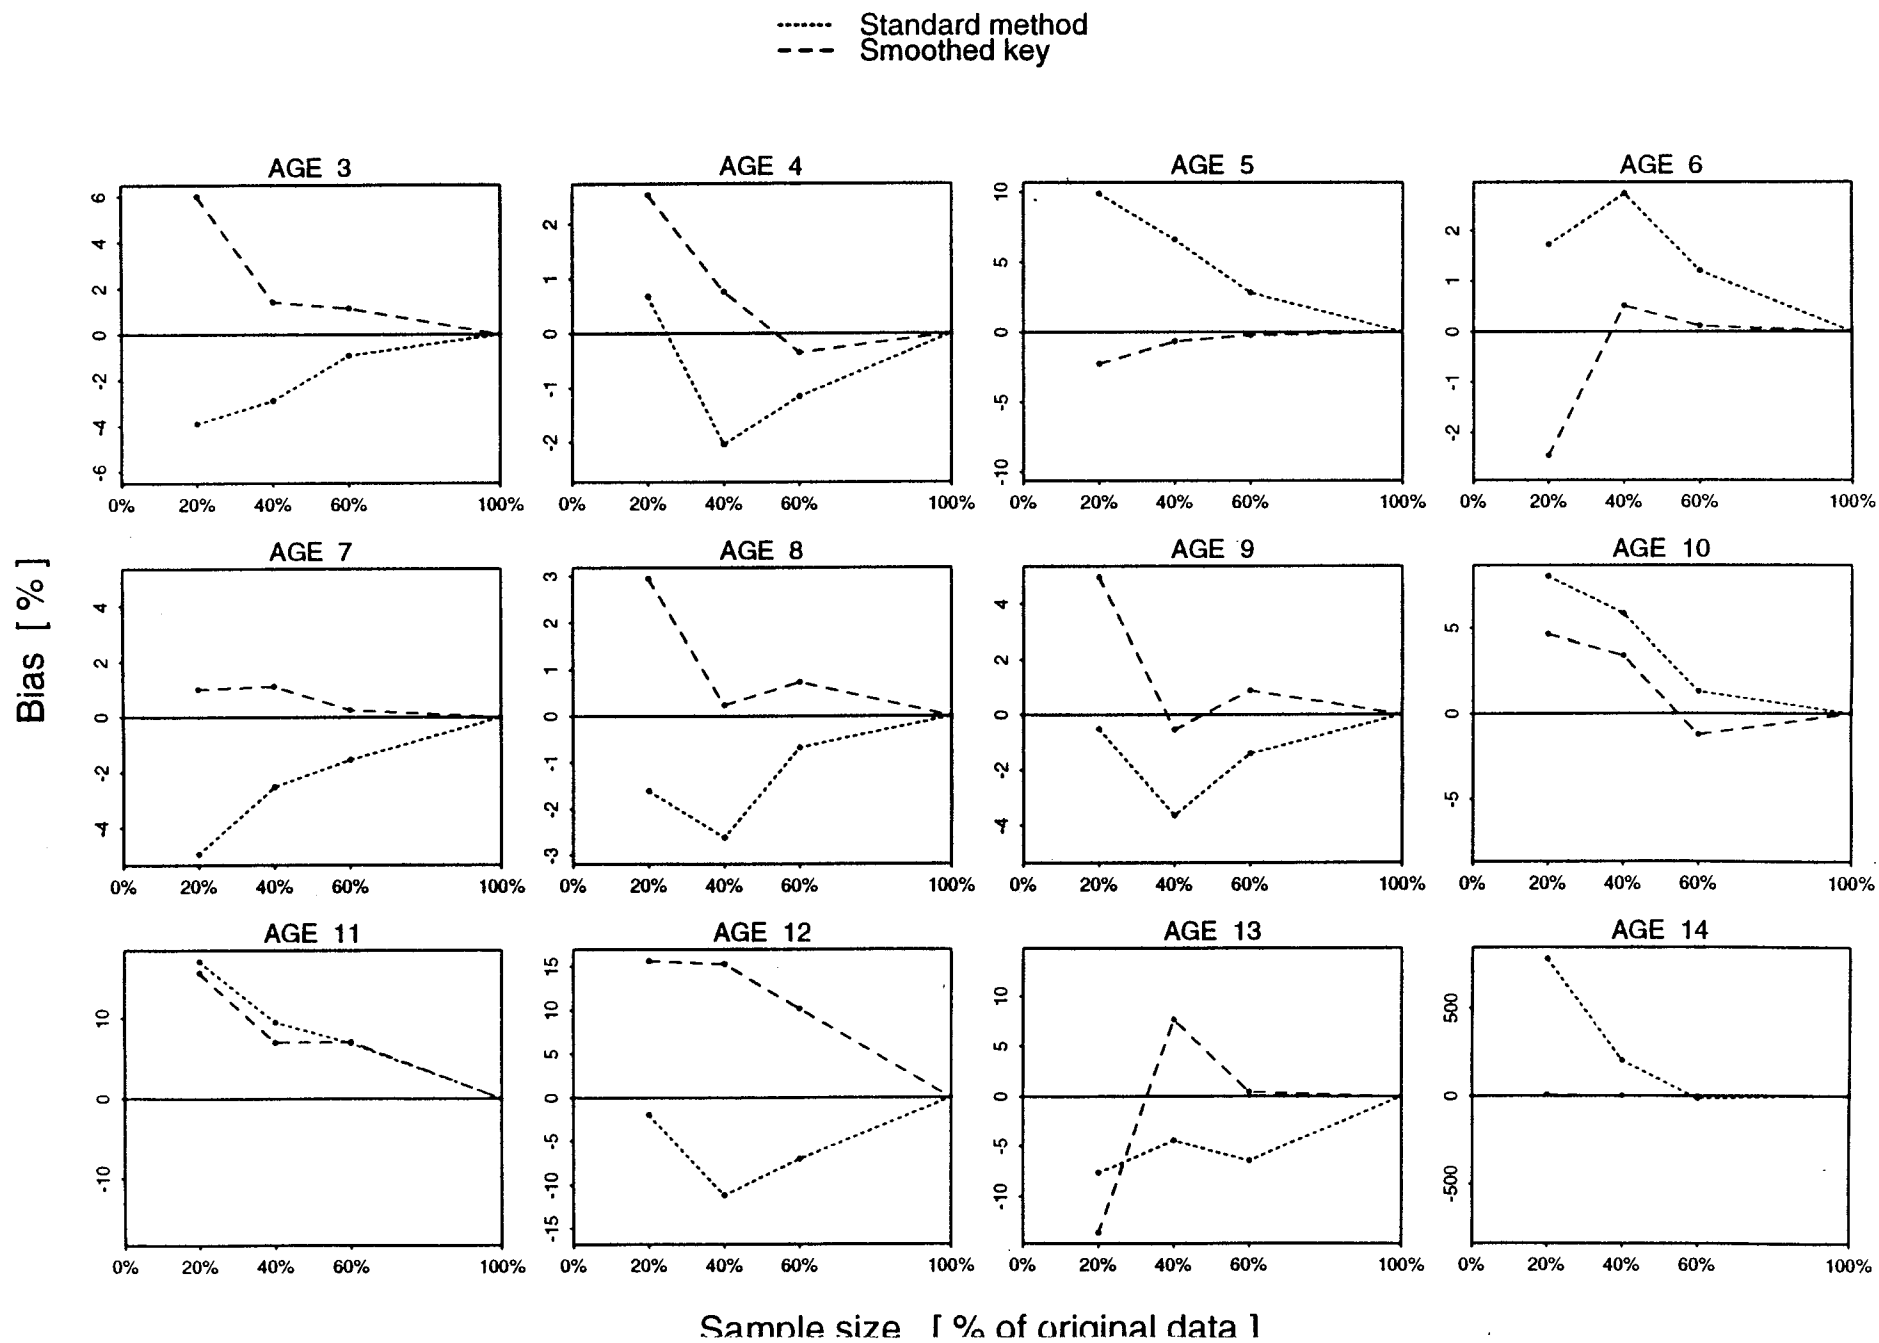 Standard method
Smoothed key
AGE 3
AGE 4
AGE 5
AGE 6
6
4
2
0
-2
-4
-6
0% 20% 40% 60% 100%
2
1
0
-1
-2
0% 20% 40% 60% 100%
10
5
0
-5
-10
0% 20% 40% 60% 100%
2
1
0
-1
-2
0% 20% 40% 60% 100%
Bias [ % ]
AGE 7
AGE 8
AGE 9
AGE 10
4
2
0
-2
-4
0% 20% 40% 60% 100%
3
2
1
0
-1
-2
-3
0% 20% 40% 60% 100%
4
2
0
-2
-4
0% 20% 40% 60% 100%
5
0
-5
0% 20% 40% 60% 100%
AGE 11
AGE 12
AGE 13
AGE 14
10
0
-10
0% 20% 40% 60% 100%
15
10
5
0
-5
-10
-15
0% 20% 40% 60% 100%
10
5
0
-5
-10
0% 20% 40% 60% 100%
500
0
-500
0% 20% 40% 60% 100%
Sample size [ % of original data ]